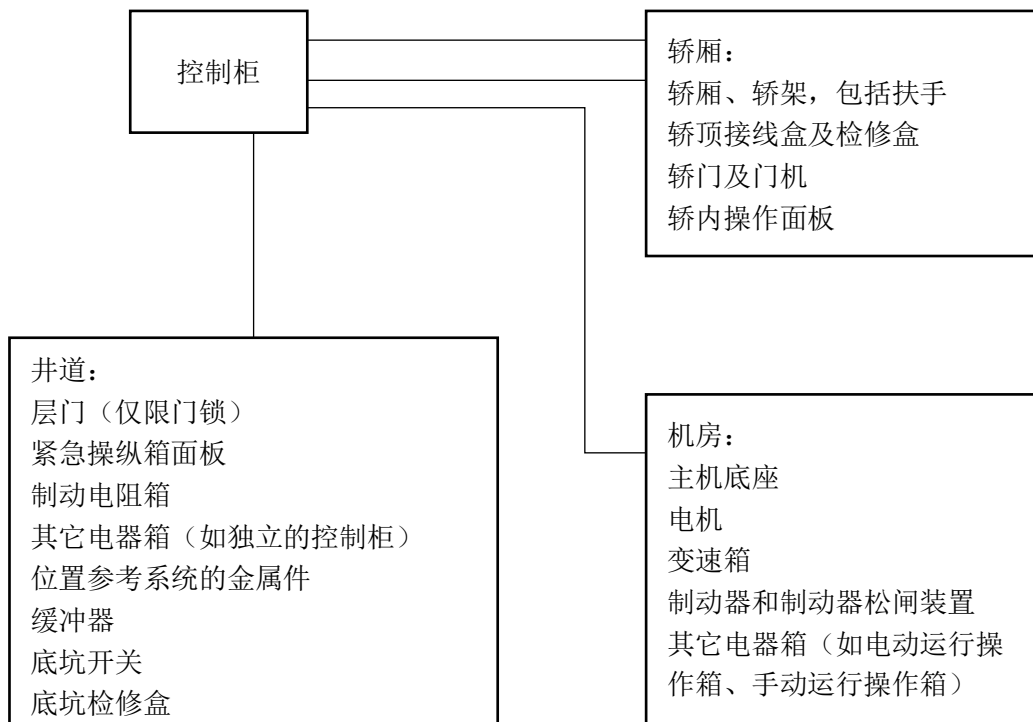 控制柜
轿厢：
轿厢、轿架，包括扶手
轿顶接线盒及检修盒
轿门及门机
轿内操作面板
井道：
层门（仅限门锁）
紧急操纵箱面板
制动电阻箱
其它电器箱（如独立的控制柜）
位置参考系统的金属件
缓冲器
底坑开关
底坑检修盒
机房：
主机底座
电机
变速箱
制动器和制动器松闸装置
其它电器箱（如电动运行操
作箱、手动运行操作箱）